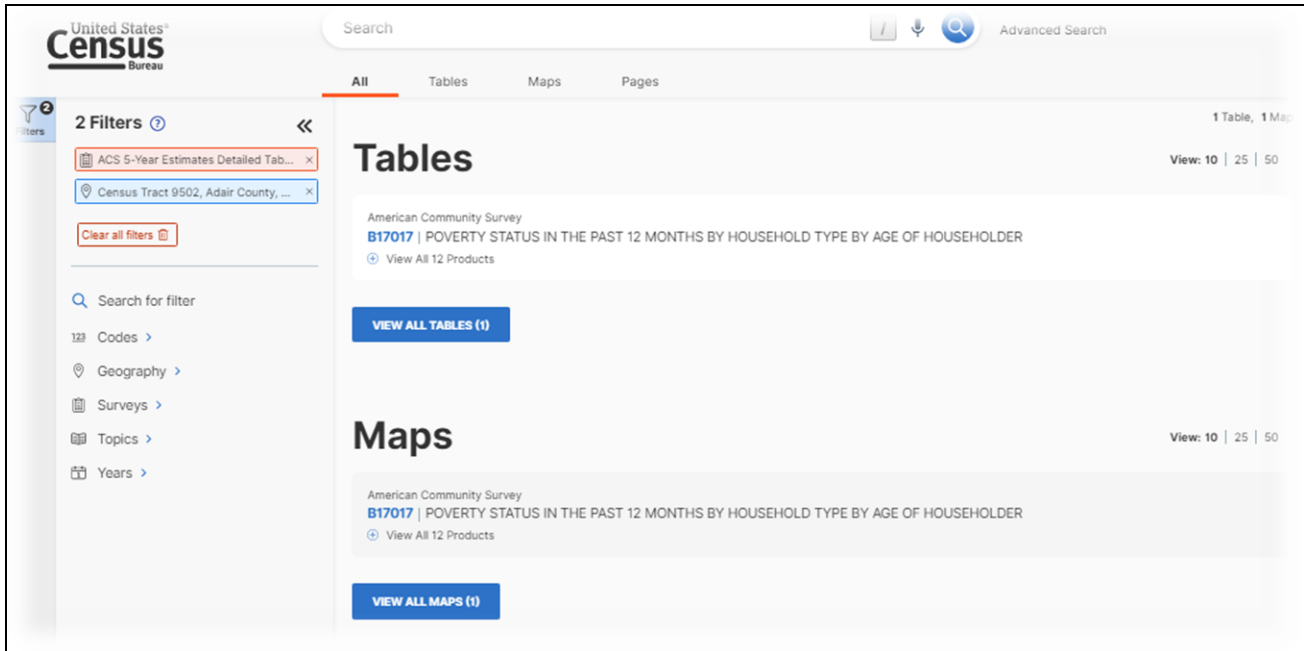 United States®
Census
Bureau
Search
/
Advanced Search
All Tables Maps Pages
2
Filters
2 Filters ?
ACS 5-Year Estimates Detailed Tab... ×
Census Tract 9502, Adair County, ... ×
Clear all filters
Search for filter
123 Codes
Geography
Surveys
Topics
Years
1 Table, 1 Map
Tables
View: 10 | 25 | 50
American Community Survey
B17017 | POVERTY STATUS IN THE PAST 12 MONTHS BY HOUSEHOLD TYPE BY AGE OF HOUSEHOLDER
View All 12 Products
VIEW ALL TABLES (1)
Maps
View: 10 | 25 | 50
American Community Survey
B17017 | POVERTY STATUS IN THE PAST 12 MONTHS BY HOUSEHOLD TYPE BY AGE OF HOUSEHOLDER
View All 12 Products
VIEW ALL MAPS (1)